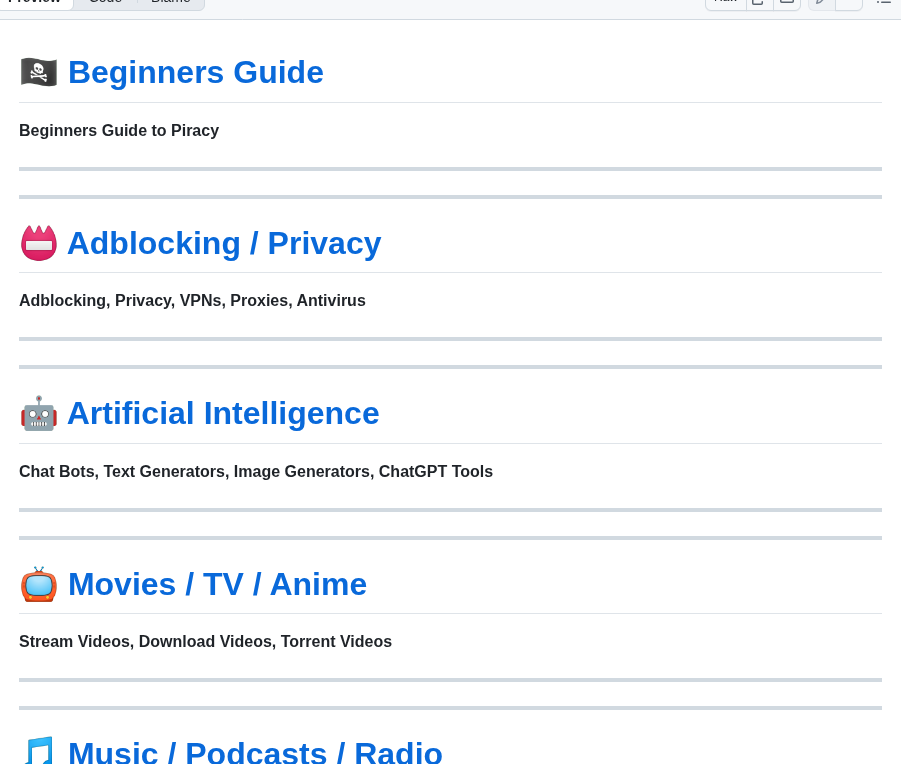 Preview Code Blame Raw
Beginners Guide
Beginners Guide to Piracy
Adblocking / Privacy
Adblocking, Privacy, VPNs, Proxies, Antivirus
Artificial Intelligence
Chat Bots, Text Generators, Image Generators, ChatGPT Tools
Movies / TV / Anime
Stream Videos, Download Videos, Torrent Videos
Music / Podcasts / Radio